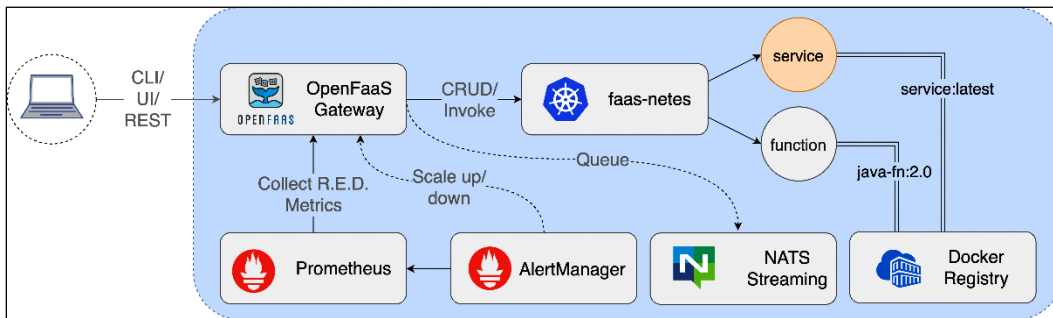 CLI/
UI/
REST
OPENFAAS
OpenFaaS
Gateway
CRUD/
Invoke
faas-netes
service
service:latest
function
java-fn:2.0
Queue
Collect R.E.D.
Metrics
Scale up/
down
Prometheus
AlertManager
N
NATS
Streaming
Docker
Registry